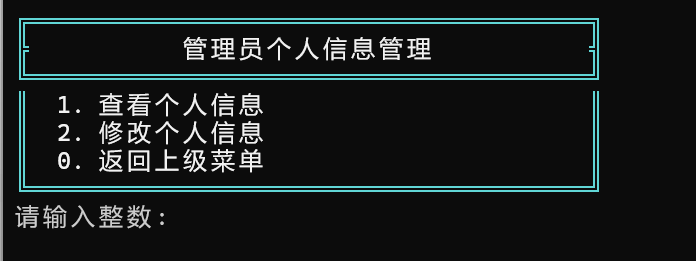 管理员个人信息管理
1. 查看个人信息
2. 修改个人信息
0. 返回上级菜单
请输入整数: